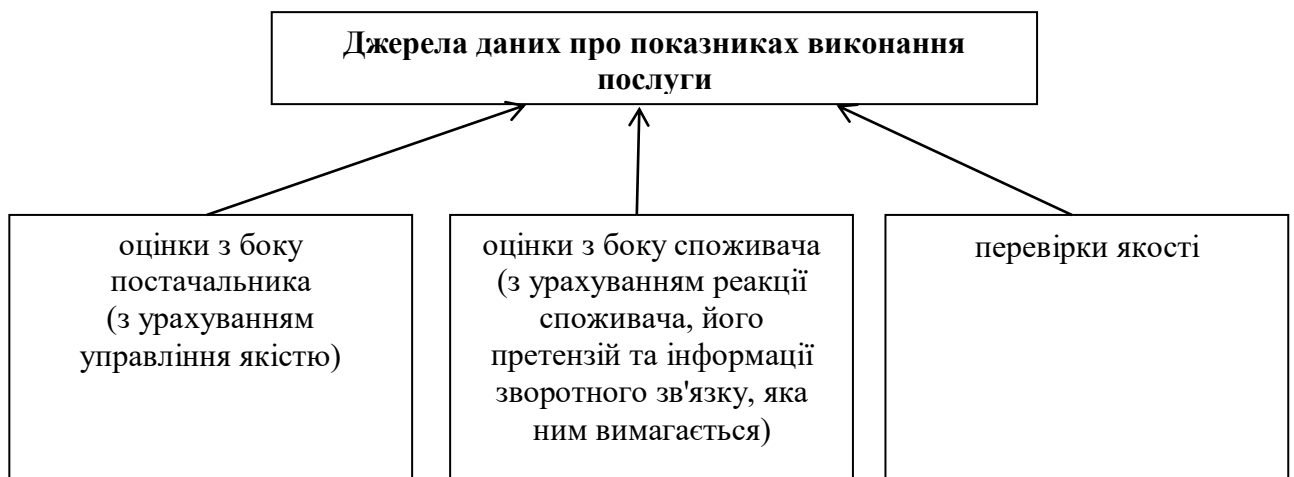 Джерела даних про показниках виконання
послуги
оцінки з боку
постачальника
(з урахуванням
управління якістю)
оцінки з боку споживача
(з урахуванням реакції
споживача, його
претензій та інформації
зворотного зв'язку, яка
ним вимагається)
перевірки якості